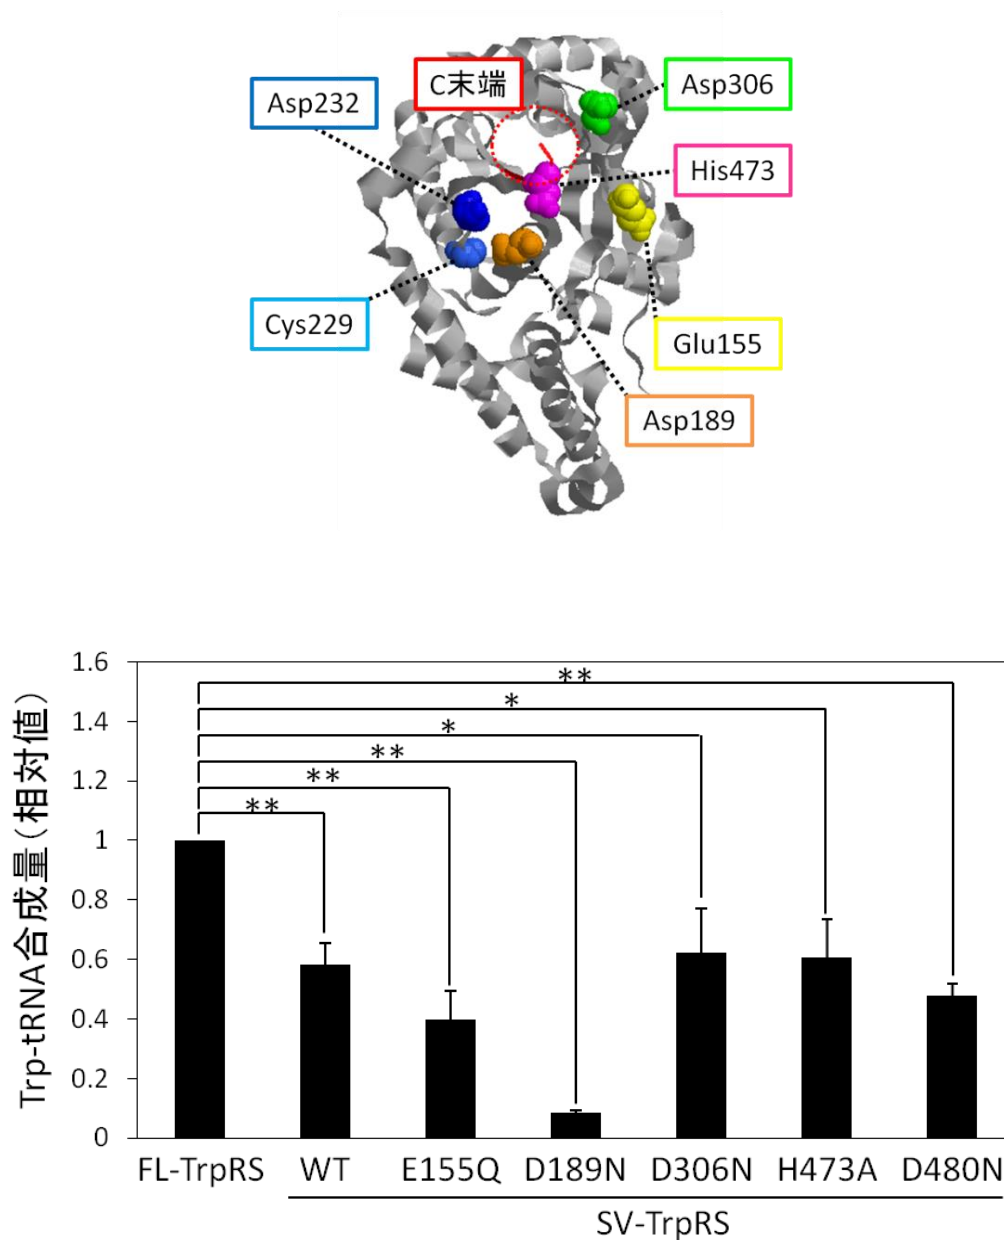 C末端
Asp306
Asp232
His473
Cys229
Glu155
Asp189
Trp-tRNA合成量(相対値)
1.6
1.4
1.2
1
0.8
0.6
0.4
0.2
0
**
*
*
**
**
**
FL-TrpRS WT E155Q D189N D306N H473A D480N
SV-TrpRS